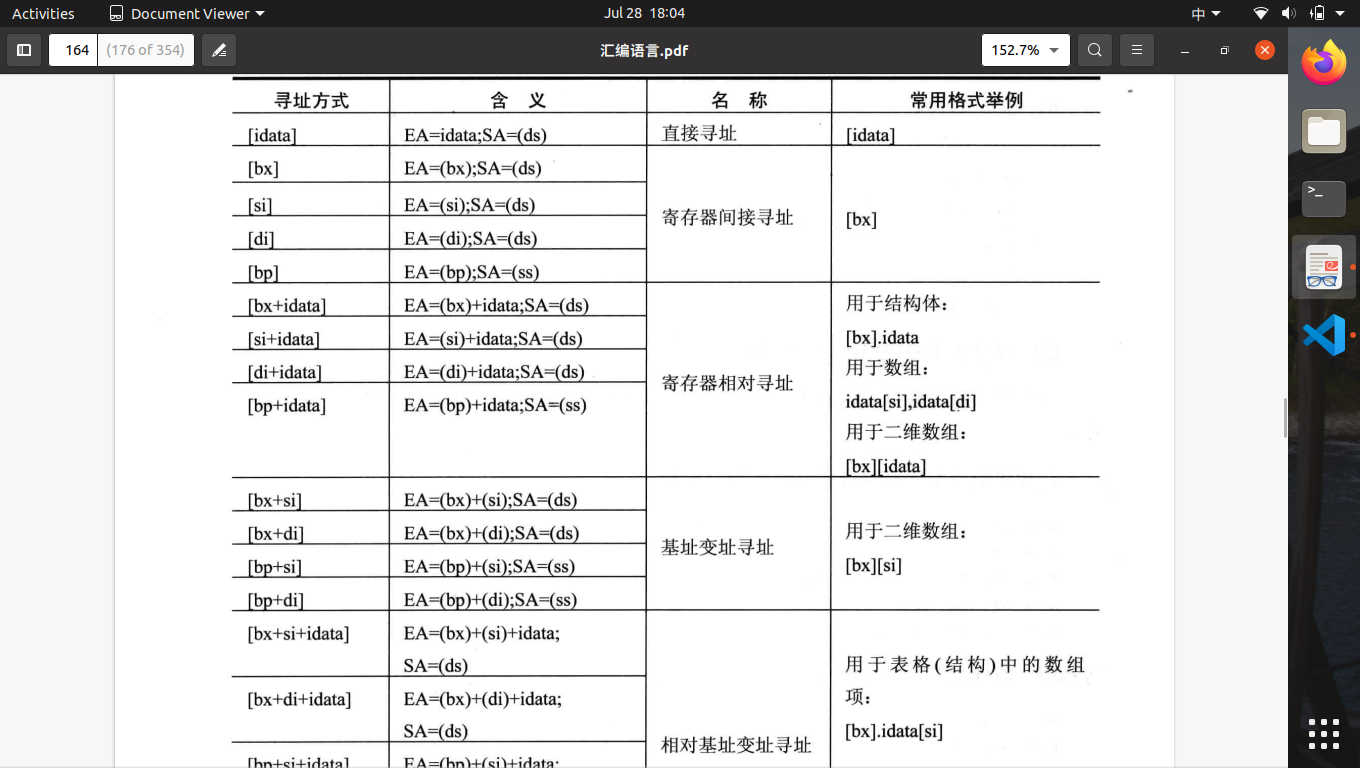 Activities
Document Viewer
Jul 28 18:04
中
164
(176 of 354)
汇编语言.pdf
152.7%
寻址方式 含 义 名 称 常用格式举例
[idata] EA=idata;SA=(ds) 直接寻址 [idata]
[bx] EA=(bx);SA=(ds)
[si] EA=(si);SA=(ds)
寄存器间接寻址 [bx]
[di] EA=(di);SA=(ds)
[bp] EA=(bp);SA=(ss)
[bx+idata] EA=(bx)+idata;SA=(ds) 用于结构体：
[si+idata] EA=(si)+idata;SA=(ds) [bx].idata
[di+idata] EA=(di)+idata;SA=(ds) 用于数组：
寄存器相对寻址
[bp+idata] EA=(bp)+idata;SA=(ss) idata[si],idata[di]
用于二维数组：
[bx][idata]
[bx+si] EA=(bx)+(si);SA=(ds)
[bx+di] EA=(bx)+(di);SA=(ds) 用于二维数组：
基址变址寻址
[bp+si] EA=(bp)+(si);SA=(ss) [bx][si]
[bp+di] EA=(bp)+(di);SA=(ss)
[bx+si+idata] EA=(bx)+(si)+idata;
SA=(ds) 用于表格(结构)中的数组
[bx+di+idata] EA=(bx)+(di)+idata; 项：
SA=(ds) [bx].idata[si]
相对基址变址寻址
[bp+si+idata] EA=(bp)+(si)+idata;